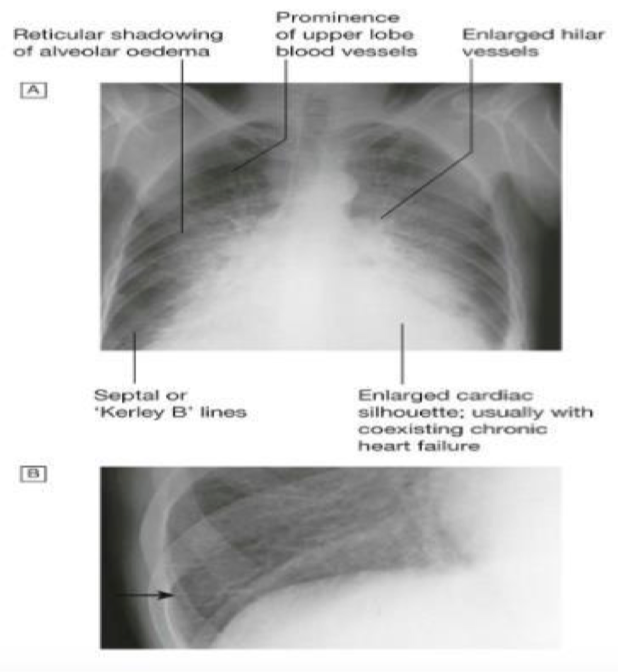 Reticular shadowing
of alveolar oedema
Prominence
of upper lobe
blood vessels
Enlarged hilar
vessels
A
Septal or
'Kerley B' lines
Enlarged cardiac
silhouette; usually with
coexisting chronic
heart failure
B